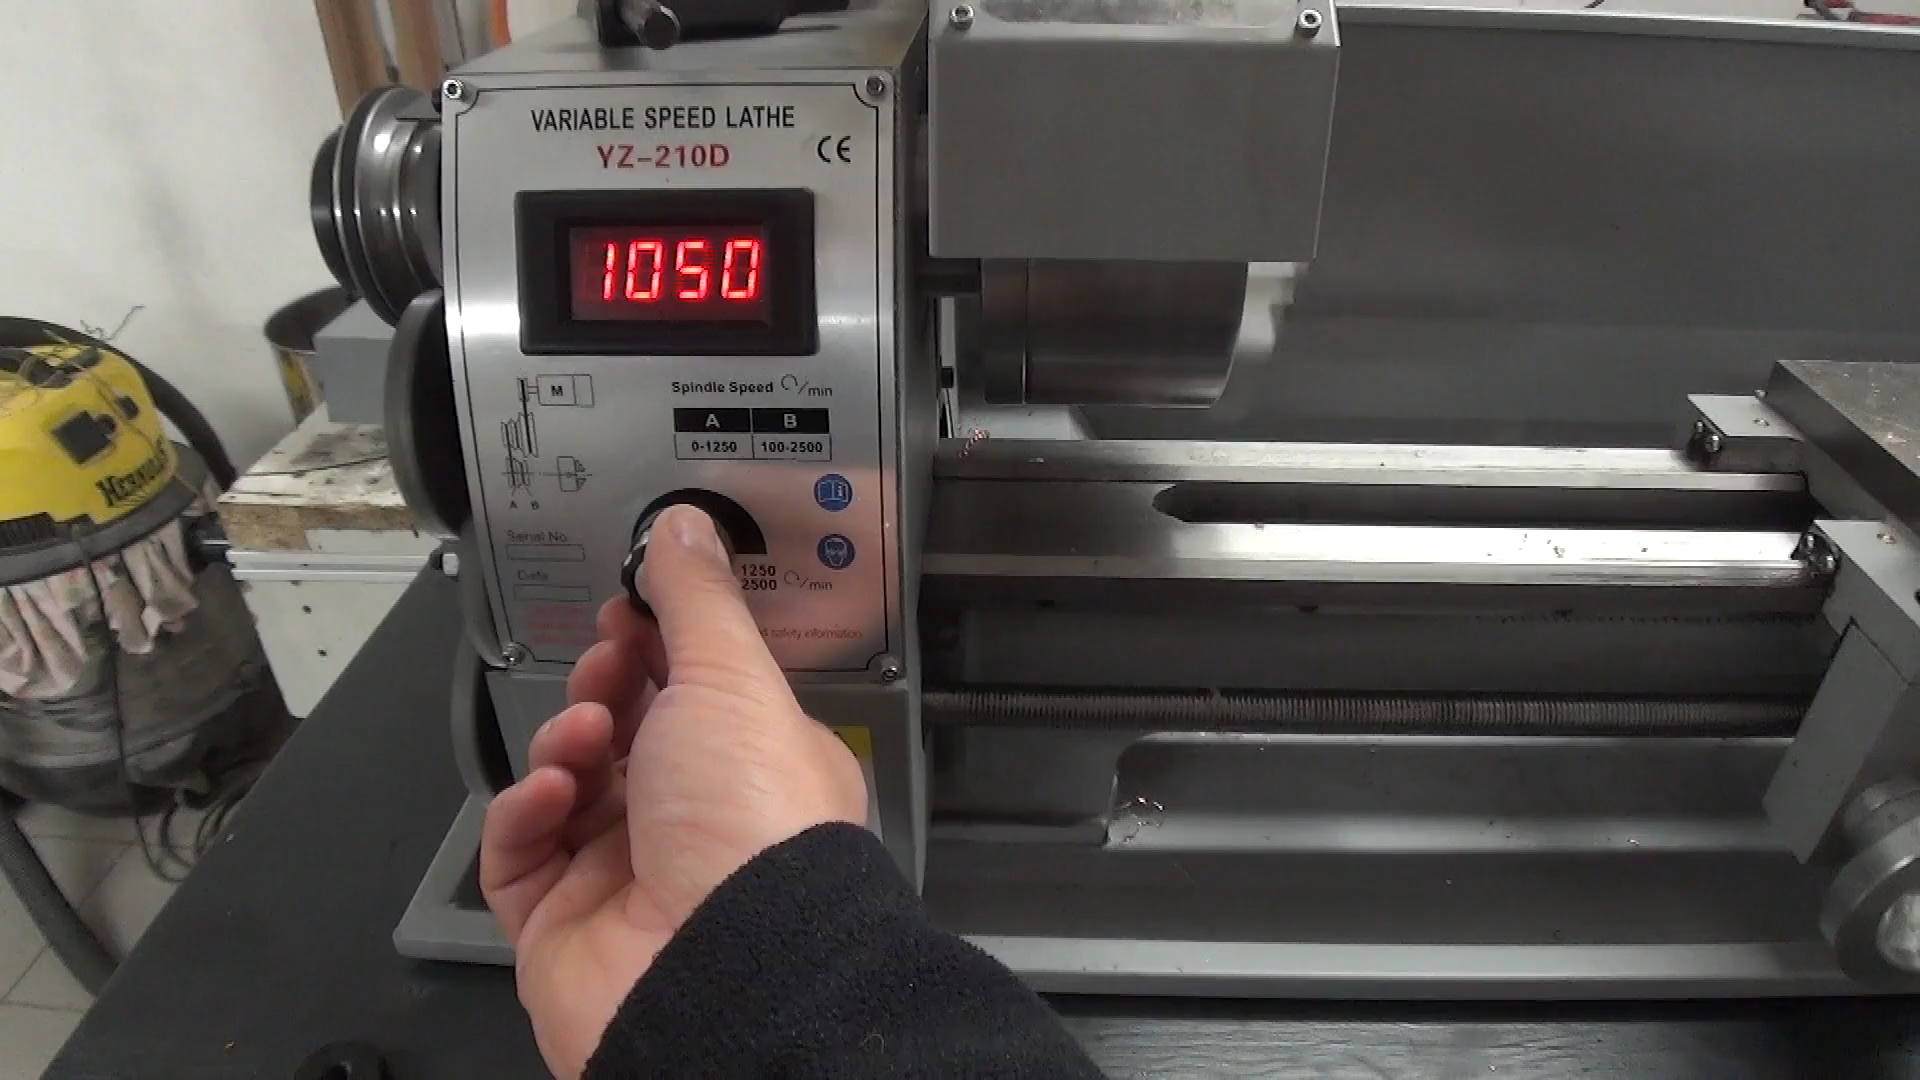 VARIABLE SPEED LATHE
YZ-210D
CE
1050
M
Spindle Speed /min
A B
0-1250 100-2500
A B
Serial No.
Date
1250
2500 /min
safety information